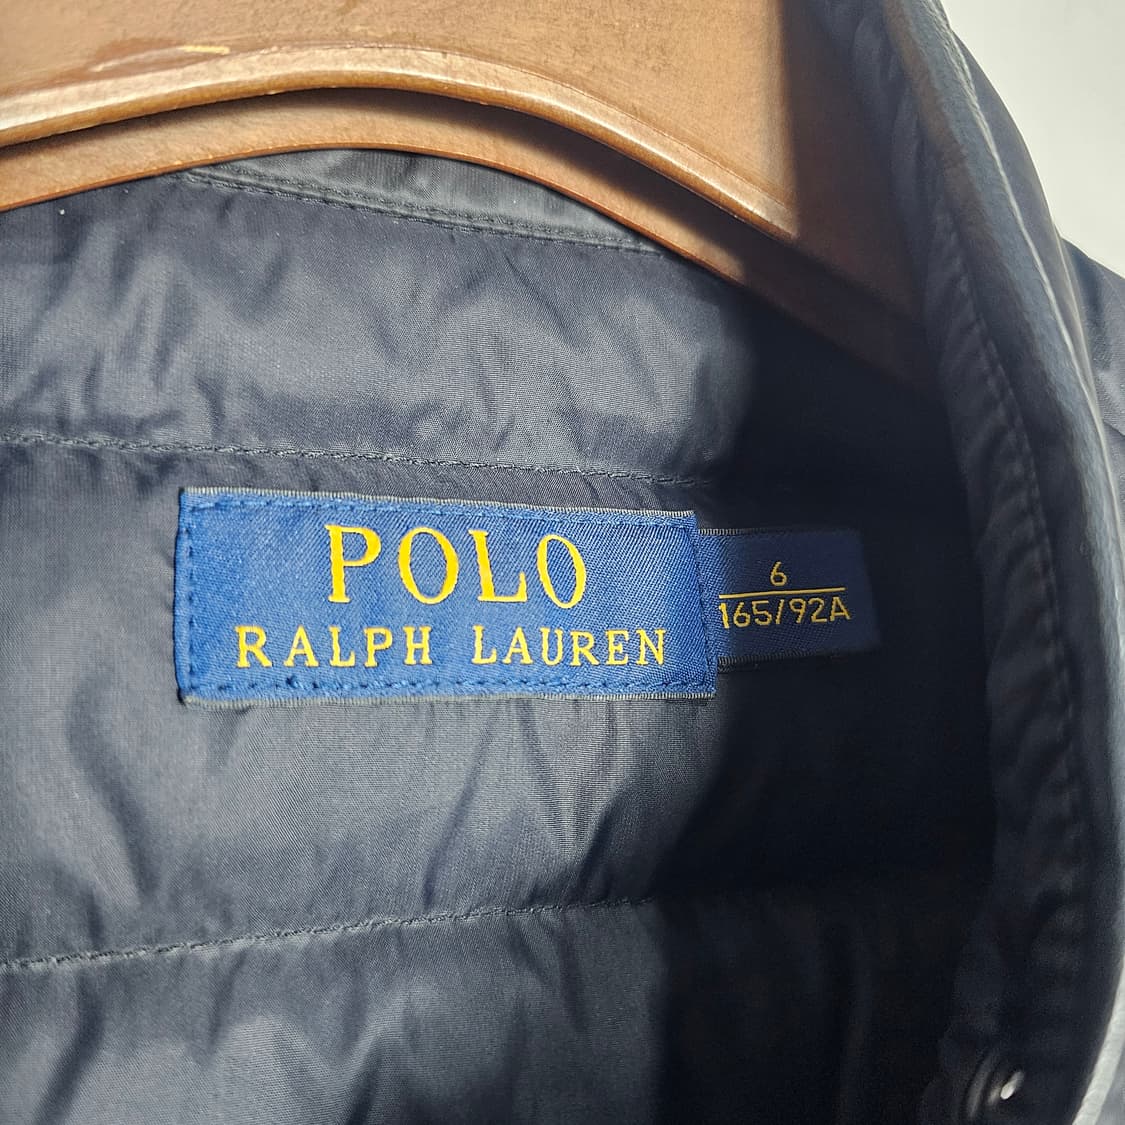 POLO
RALPH LAUREN
6
165/92A